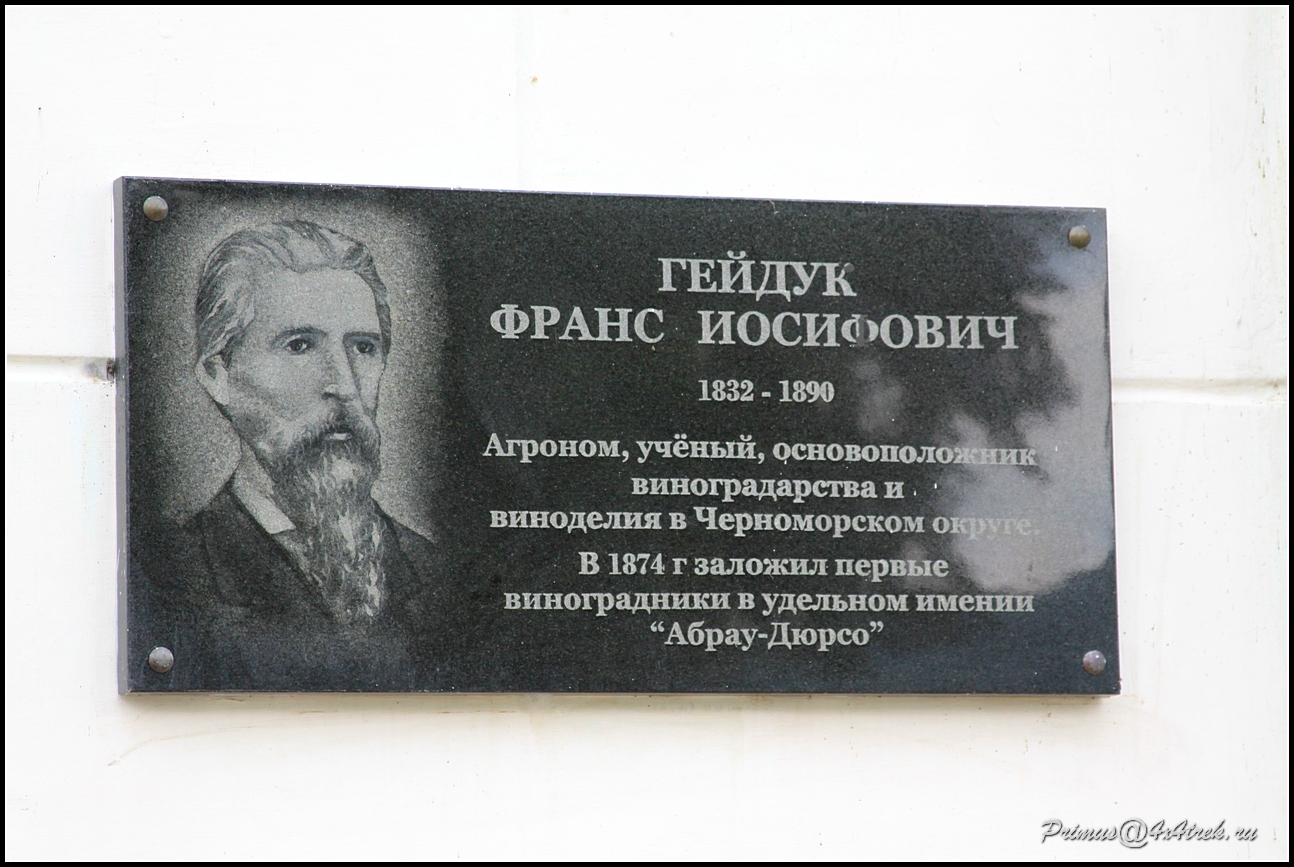 ГЕЙДУК
ФРАНС ИОСИФОВИЧ
1832 - 1890
Агроном, учёный, основоположник
виноградарства и
виноделия в Черноморском округе.
В 1874 г заложил первые
виноградники в удельном имении
“Абрау-Дюрсо”
Primus@4x4trek.ru